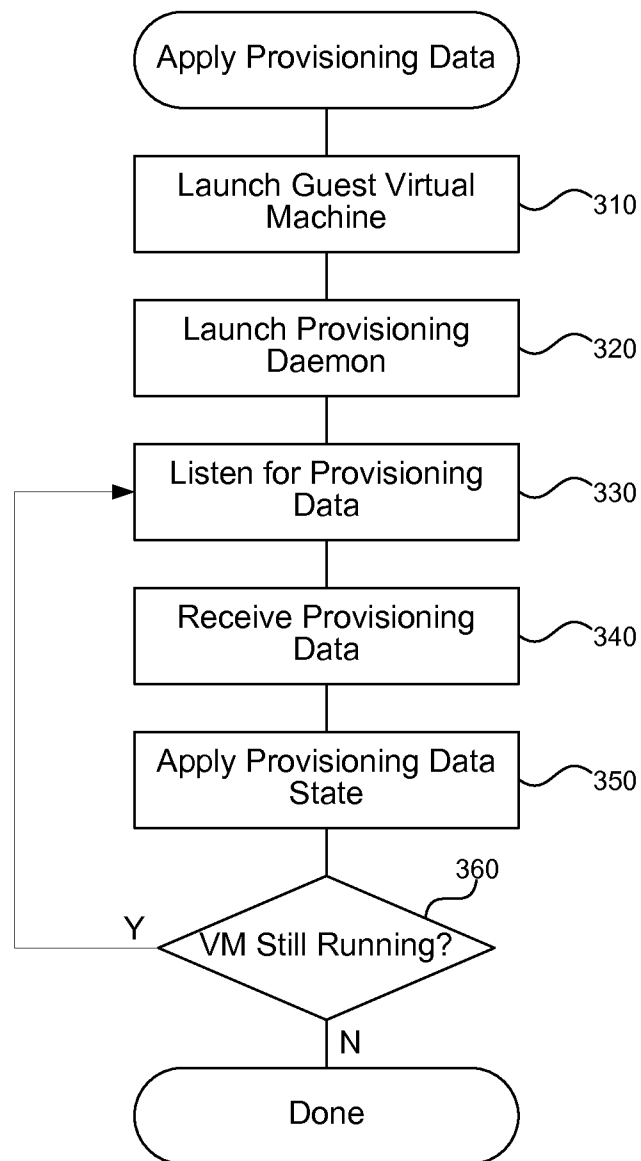 Apply Provisioning Data
Launch Guest Virtual
Machine
310
Launch Provisioning
Daemon
320
Listen for Provisioning
Data
330
Receive Provisioning
Data
340
Apply Provisioning Data
State
350
360
Y
VM Still Running?
N
Done